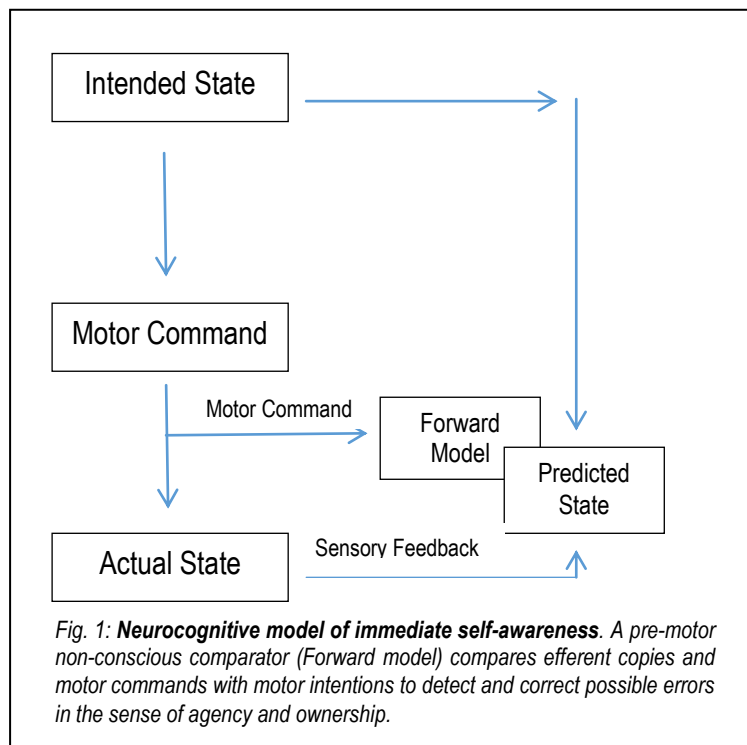 Intended State
Motor Command
Motor Command
Forward
Model
Predicted
State
Actual State
Sensory Feedback
Fig. 1: Neurocognitive model of immediate self-awareness. A pre-motor
non-conscious comparator (Forward model) compares efferent copies and
motor commands with motor intentions to detect and correct possible errors
in the sense of agency and ownership.